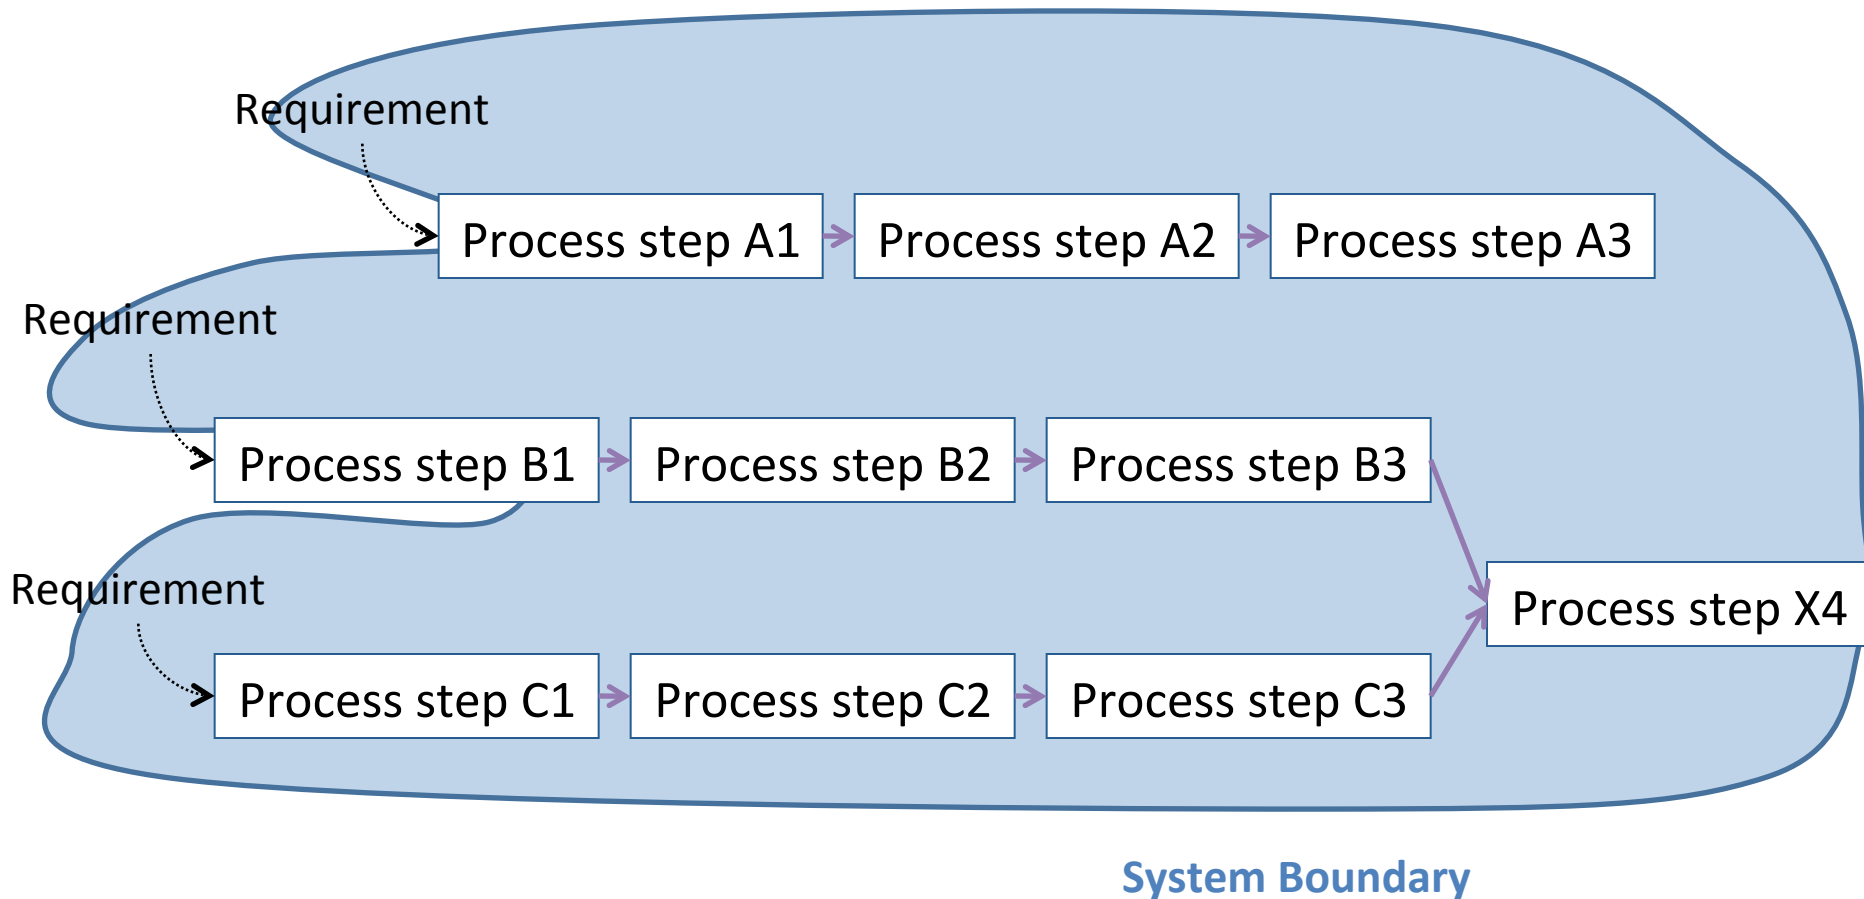 Requirement
Process step A1
Process step A2
Process step A3
Requirement
Process step B1
Process step B2
Process step B3
Requirement
Process step X4
Process step C1
Process step C2
Process step C3
System Boundary